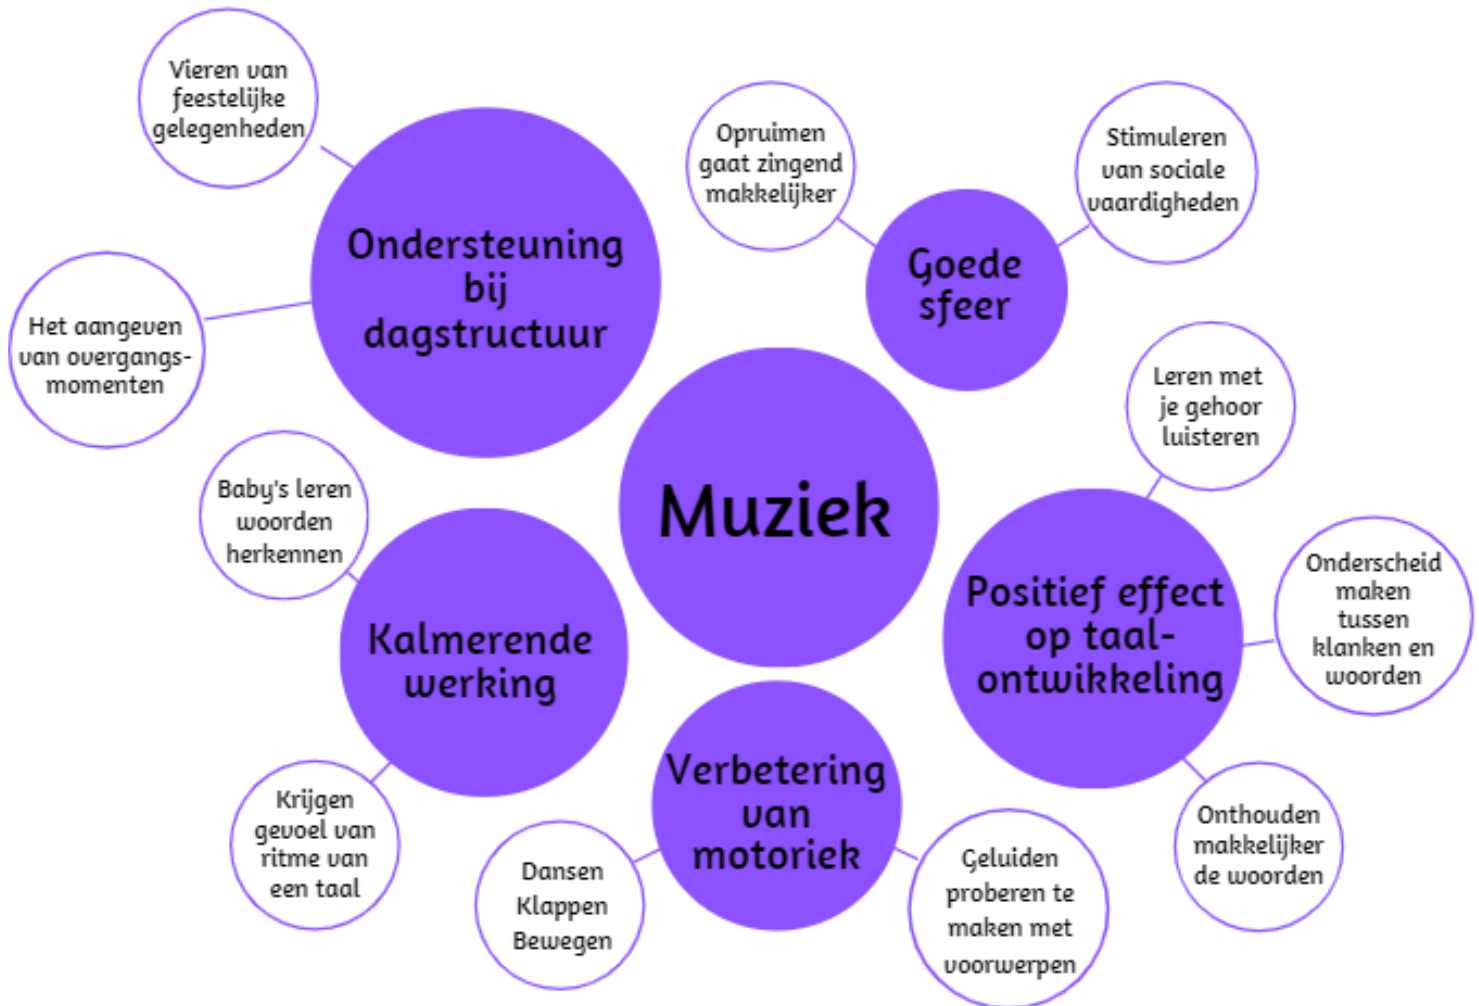 Vieren van
feestelijke
gelegenheden
Ondersteuning
bij
dagstructuur
Het aangeven
van overgangs-
momenten
Opruimen
gaat zingend
makkelijker
Goede
sfeer
Stimuleren
van sociale
vaardigheden
Muziek
Leren met
je gehoor
luisteren
Positief effect
op taal-
ontwikkeling
Onderscheid
maken
tussen
klanken en
woorden
Onthouden
makkelijker
de woorden
Baby's leren
woorden
herkennen
Kalmerende
werking
Krijgen
gevoel van
ritme van
een taal
Verbetering
van
motoriek
Dansen
Klappen
Bewegen
Geluiden
proberen te
maken met
voorwerpen